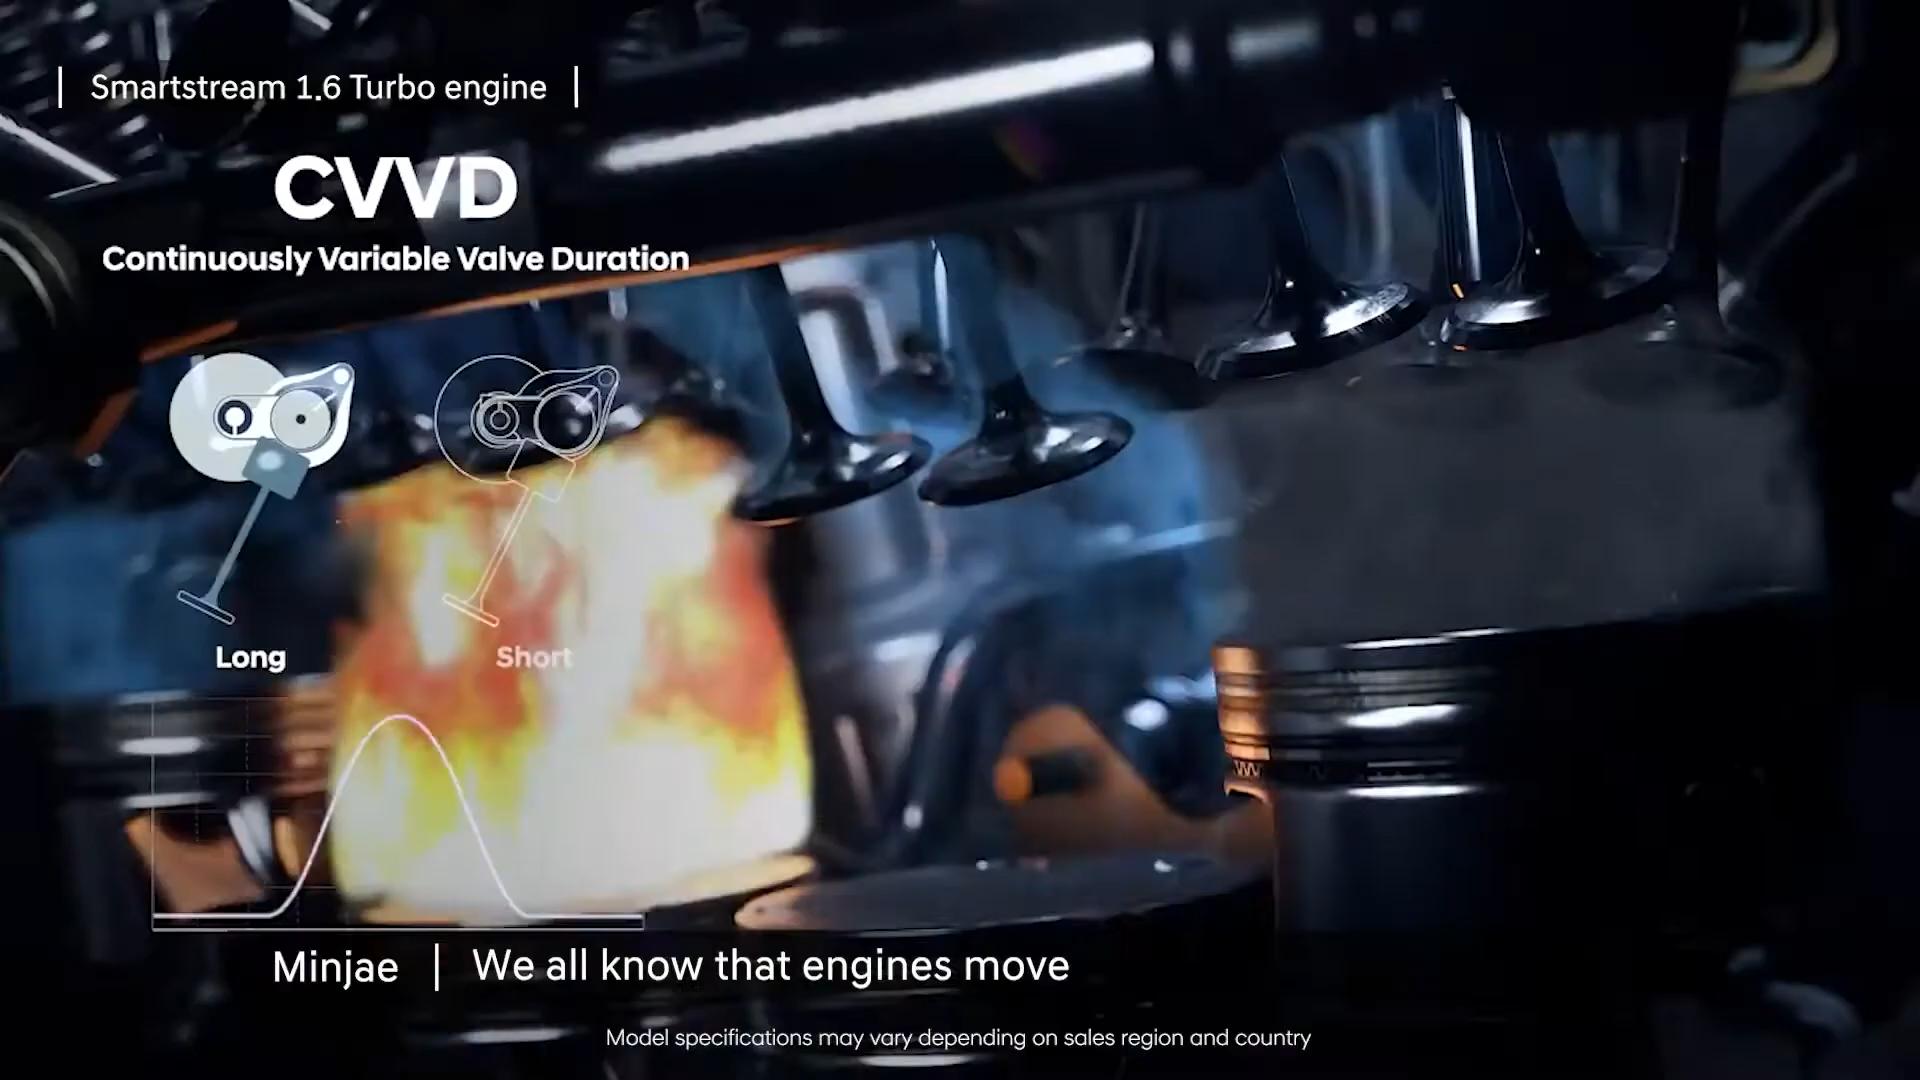 Smartstream 1.6 Turbo engine
CVVD
Continuously Variable Valve Duration
Long Short
Minjae | We all know that engines move
Model specifications may vary depending on sales region and country